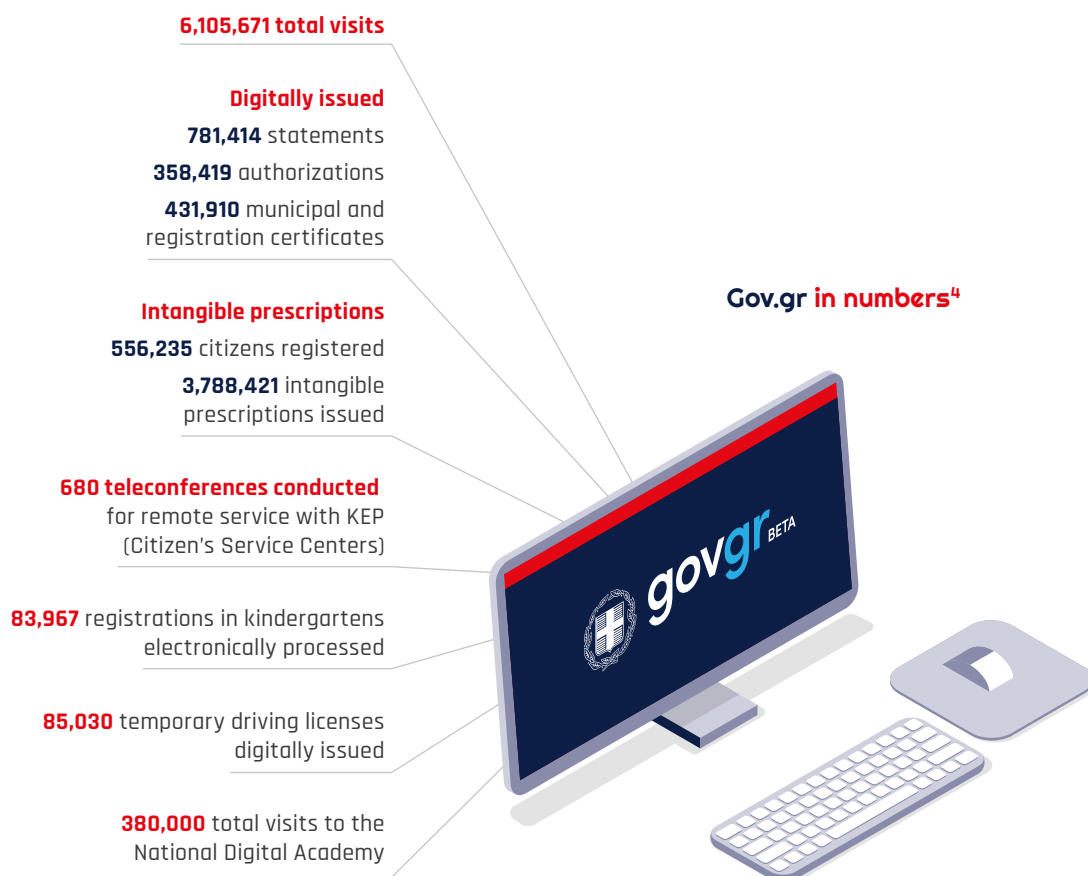 6,105,671 total visits
Digitally issued
781,414 statements
358,419 authorizations
431,910 municipal and
registration certificates
Gov.gr in numbers⁴
Intangible prescriptions
556,235 citizens registered
3,788,421 intangible
prescriptions issued
680 teleconferences conducted
for remote service with KEP
(Citizen’s Service Centers)
govgr BETA
83,967 registrations in kindergartens
electronically processed
85,030 temporary driving licenses
digitally issued
380,000 total visits to the
National Digital Academy